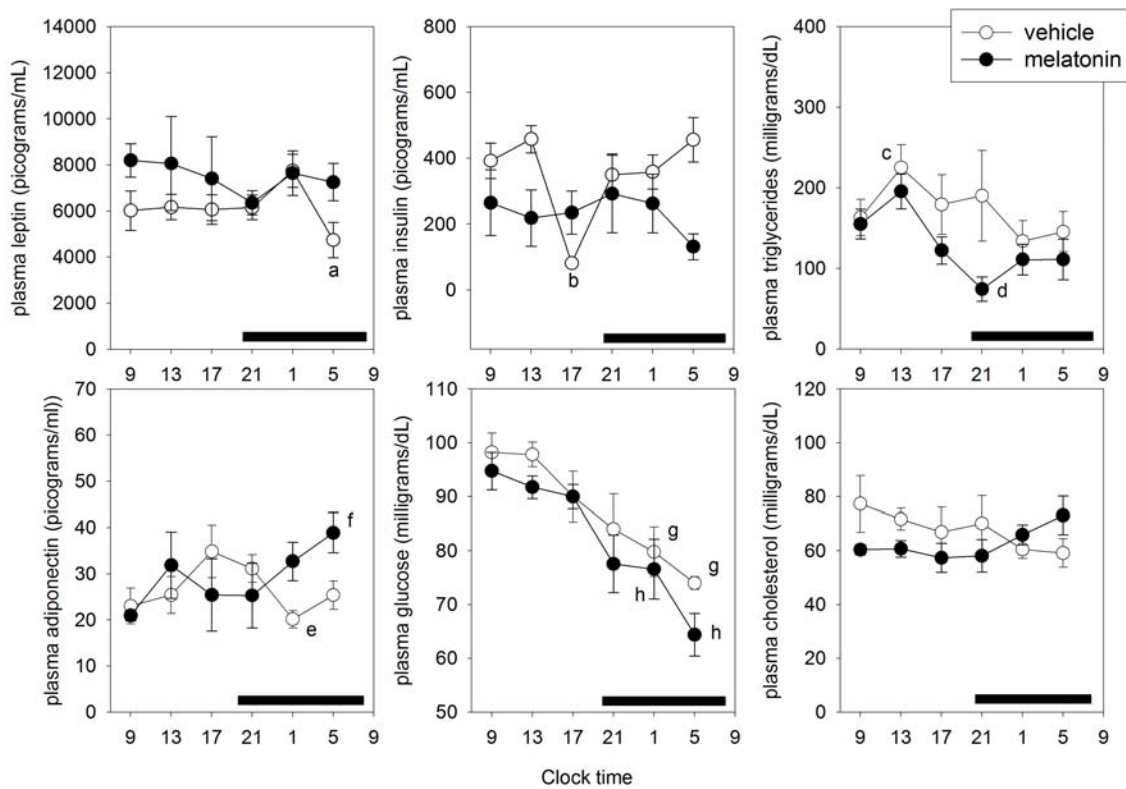 vehicle
melatonin
plasma leptin (picograms/mL)
14000
12000
10000
8000
6000
4000
2000
0
a
9 13 17 21 1 5 9
plasma insulin (picograms/mL)
800
600
400
200
0
b
9 13 17 21 1 5 9
plasma triglycerides (milligrams/dL)
400
300
200
100
0
c
d
9 13 17 21 1 5 9
plasma adiponectin (picograms/ml))
70
60
50
40
30
20
10
0
f
e
9 13 17 21 1 5 9
plasma glucose (milligrams/dL)
110
100
90
80
70
60
50
g
g
h
h
9 13 17 21 1 5 9
plasma cholesterol (milligrams/dL)
120
100
80
60
40
20
0
9 13 17 21 1 5 9
Clock time